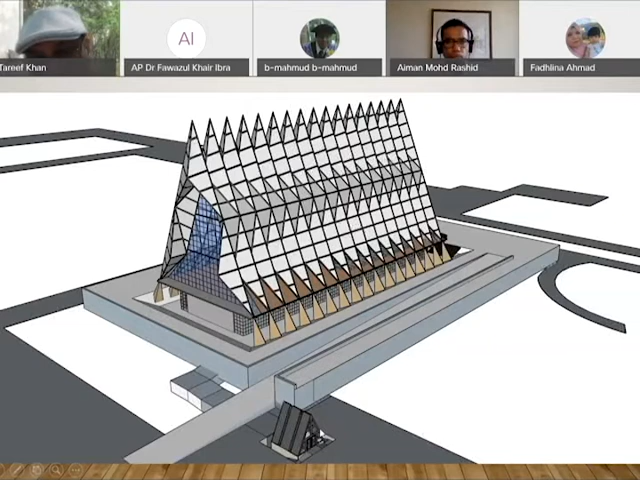 Tareef Khan
AI
AP Dr Fawazul Khair Ibra
b-mahmud b-mahmud
Aiman Mohd Rashid
Fadhlina Ahmad